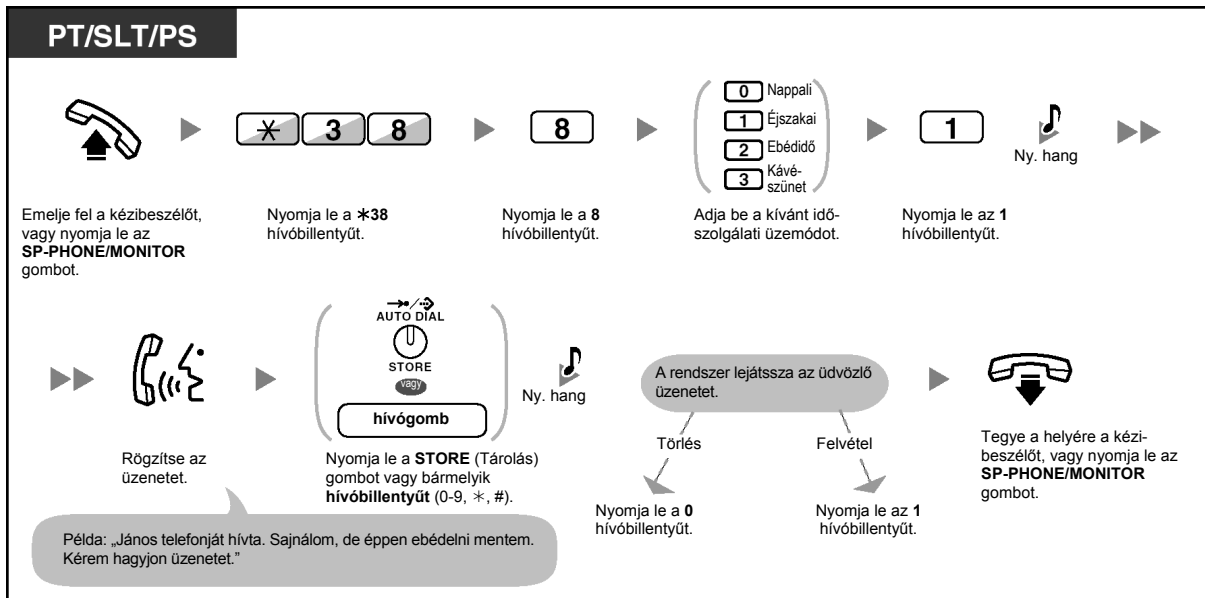 PT/SLT/PS
0 Nappali
1 Éjszakai
2 Ebédidő
3 Kávé-
szünet
✳ 3 8
8
1
Ny. hang
Emelje fel a kézibeszélőt,
vagy nyomja le az
SP-PHONE/MONITOR
gombot.
Nyomja le a ✳38
hívóbillentyűt.
Nyomja le a 8
hívóbillentyűt.
Adja be a kívánt idő-
szolgálati üzemódot.
Nyomja le az 1
hívóbillentyűt.
AUTO DIAL
STORE
vagy
hívógomb
Ny. hang
Rögzítse az
üzenetet.
Nyomja le a STORE (Tárolás)
gombot vagy bármelyik
hívóbillentyűt (0-9, ✳, #).
A rendszer lejátssza az üdvözlő
üzenetet.
Törlés
Felvétel
Nyomja le a 0
hívóbillentyűt.
Nyomja le az 1
hívóbillentyűt.
Tegye a helyére a kézi-
beszélőt, vagy nyomja le az
SP-PHONE/MONITOR
gombot.
Példa: „János telefonját hívta. Sajnálom, de éppen ebédelni mentem.
Kérem hagyjon üzenetet.”